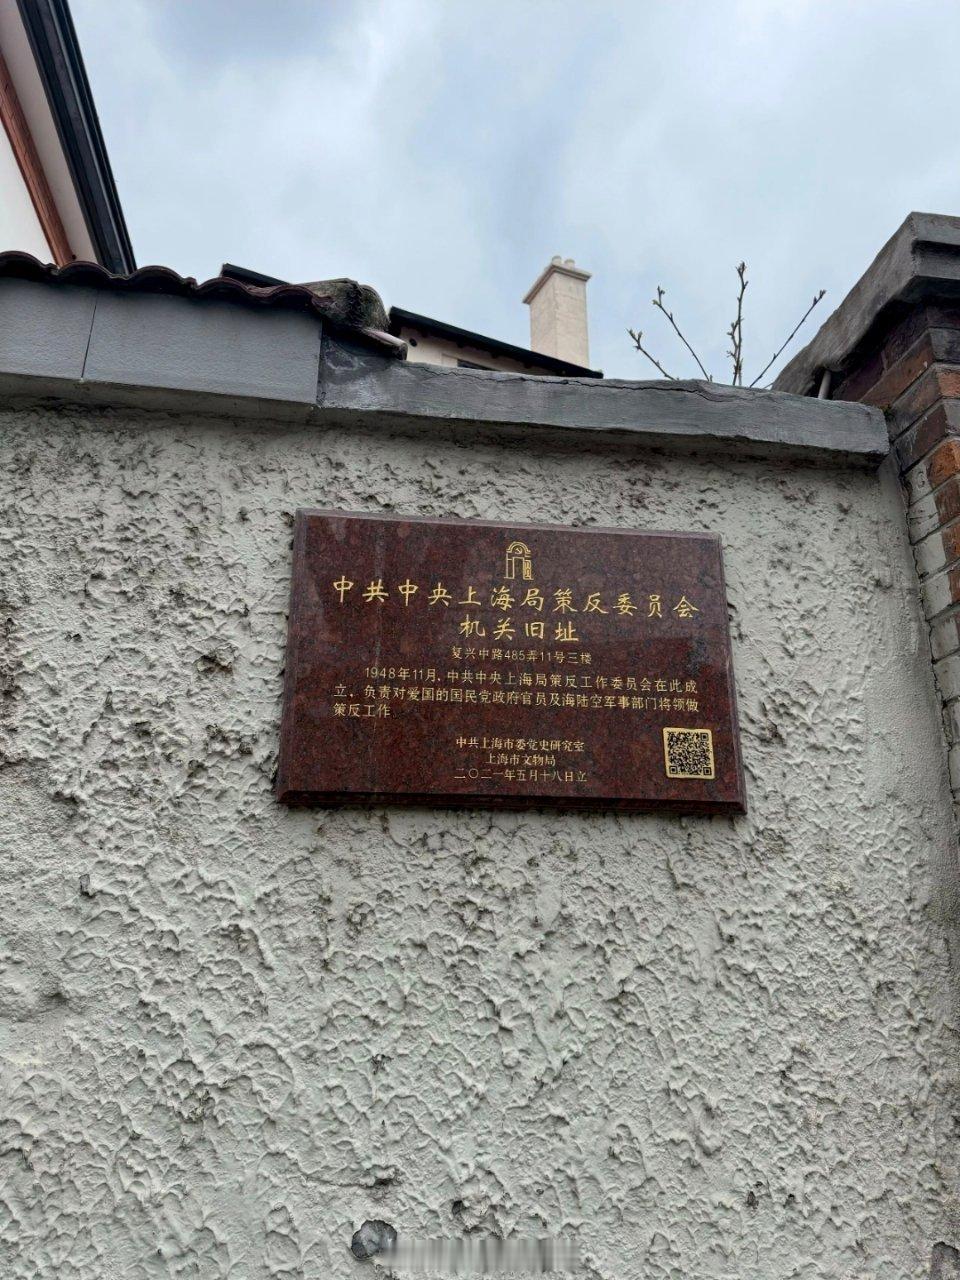 中共中央上海局策反委员会
机关旧址
复兴中路485弄11号三楼
1948年11月,中共中央上海局策反工作委员会在此成
立，负责对爱国的国民党政府官员及海陆空军事部门将领做
策反工作
中共上海市委党史研究室
上海市文物局
二〇二一年五月十八日立